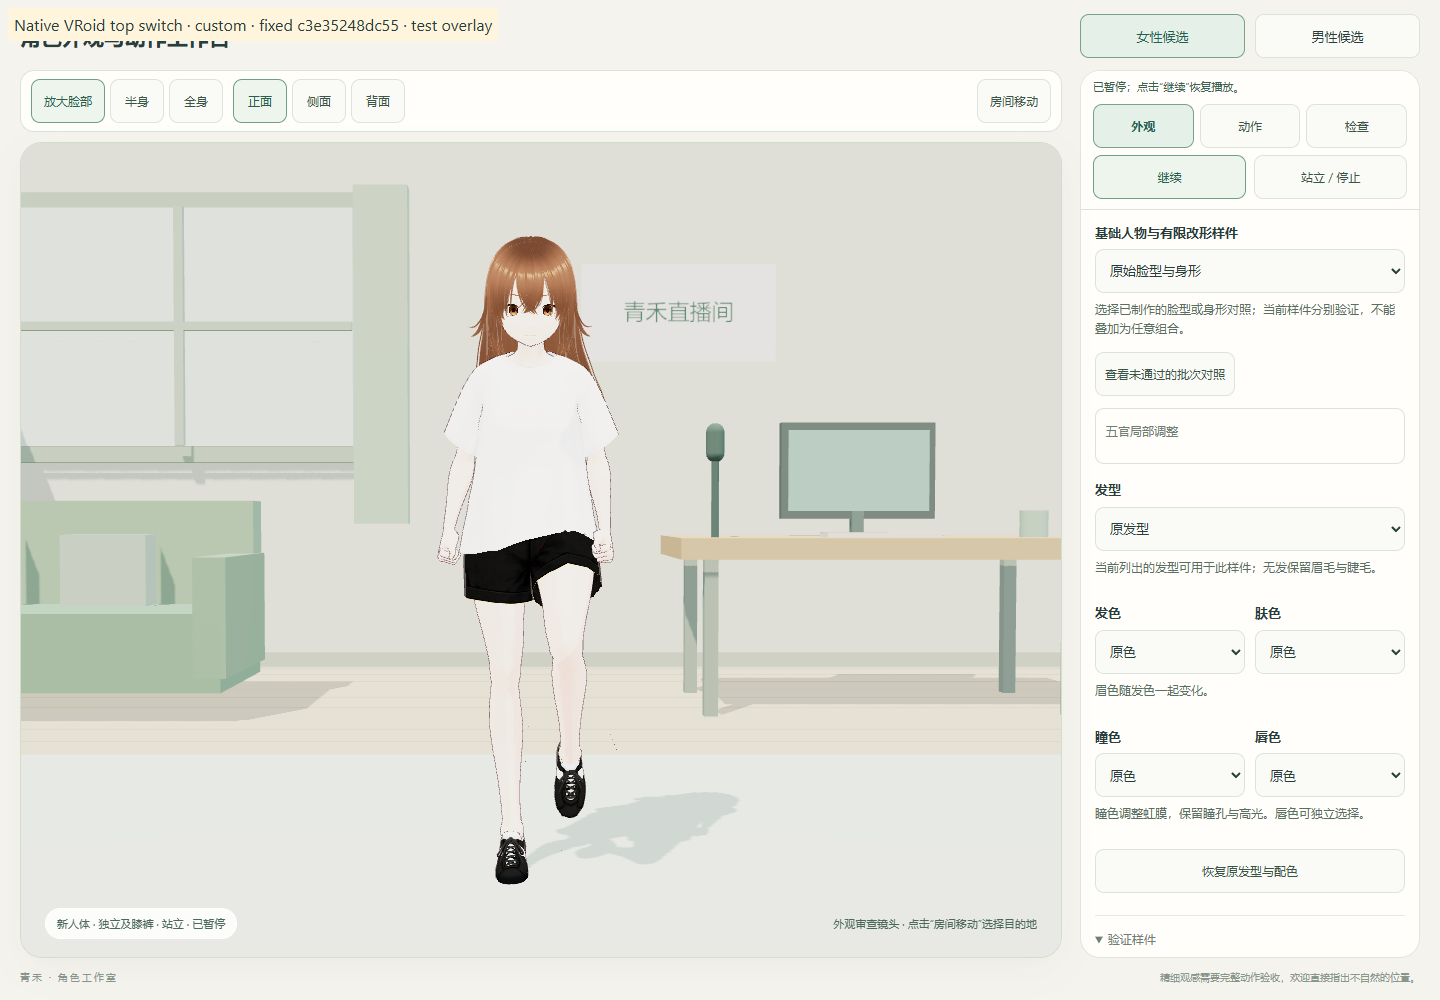 Native VRoid top switch · custom · fixed c3e35248dc55 · test overlay
角色外观与动作工作台
女性候选
男性候选
放大脸部
半身
全身
正面
侧面
背面
房间移动
已暂停；点击“继续”恢复播放。
外观
动作
检查
继续
站立 / 停止
青禾直播间
基础人物与有限改形样件
原始脸型与身形
选择已制作的脸型或身形对照；当前样件分别验证，不能
叠加为任意组合。
查看未通过的批次对照
五官局部调整
发型
原发型
当前列出的发型可用于此样件；无发保留眉毛与睫毛。
发色
肤色
原色
原色
眉色随发色一起变化。
瞳色
唇色
原色
原色
瞳色调整虹膜，保留瞳孔与高光。唇色可独立选择。
恢复原发型与配色
▼ 验证样件
新人体 · 独立及膝裤 · 站立 · 已暂停
外观审查镜头 · 点击“房间移动”选择目的地
青禾 · 角色工作室
精细观感需要完整动作验收，欢迎直接指出不自然的位置。